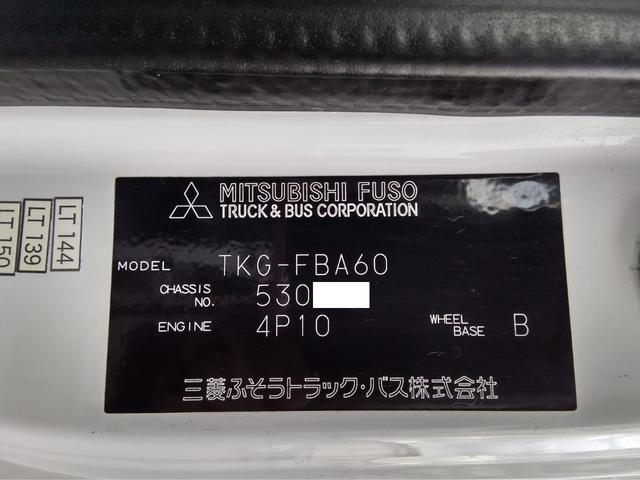 MITSUBISHI FUSO
TRUCK & BUS CORPORATION
MODEL TKG-FBA60
CHASSIS NO. 530
ENGINE 4P10 WHEEL BASE B
三菱ふそうトラック・バス株式会社
LT 150
LT 139
LT 144